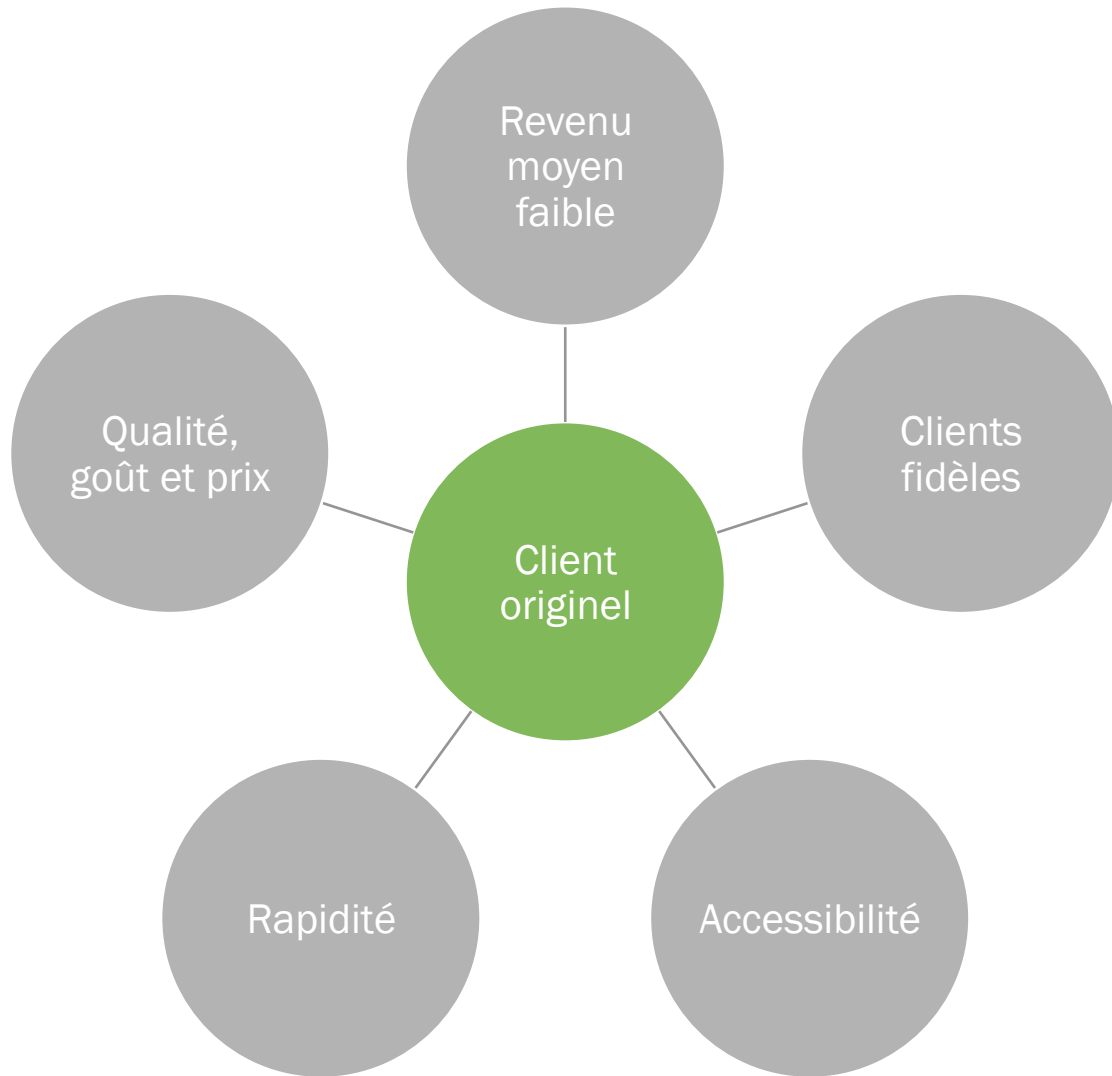 Revenu
moyen
faible
Qualité,
goût et prix
Clients
fidèles
Client
originel
Rapidité
Accessibilité